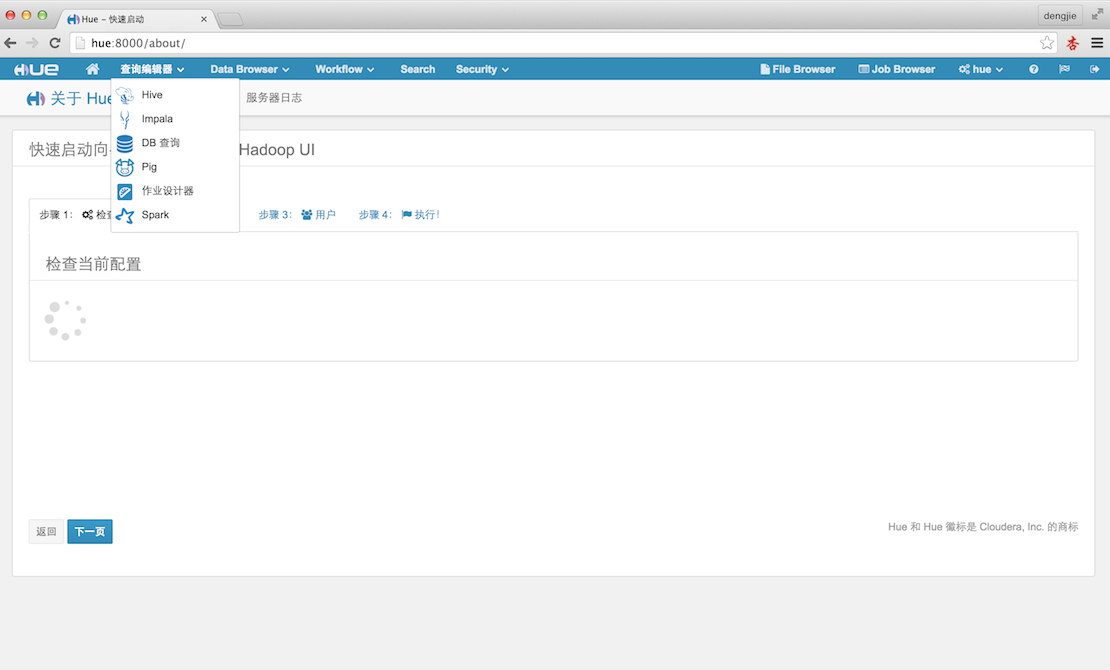 Hue - 快速启动
dengjie
hue:8000/about/
杏
HUE 查询编辑器 Data Browser Workflow Search Security File Browser Job Browser hue
关于 Hue 服务器日志
Hive
Impala
DB 查询
Pig
作业设计器
Spark
快速启动向 Hadoop UI
步骤 1: 检查 步骤 3: 用户 步骤 4: 执行!
检查当前配置
返回 下一页
Hue 和 Hue 徽标是 Cloudera, Inc. 的商标